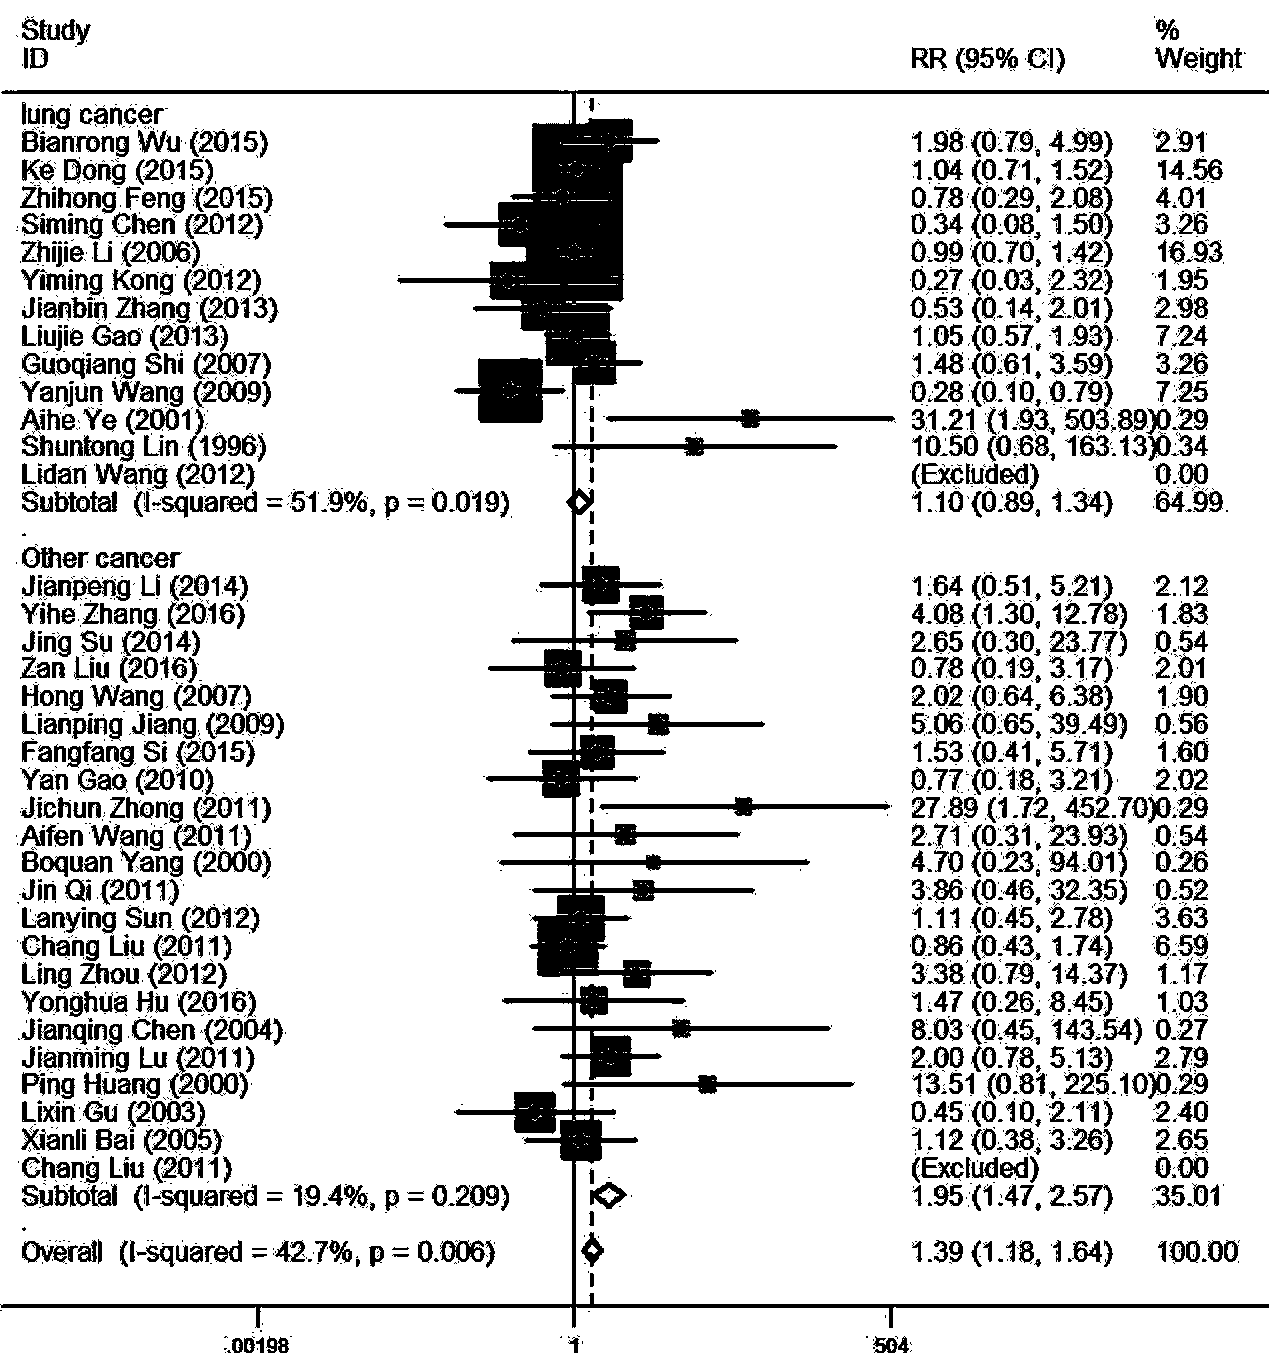 Study %
ID RR (95% CI) Weight
lung cancer
Bianrong Wu (2015) 1.98 (0.79, 4.99) 2.91
Ke Dong (2015) 1.04 (0.71, 1.52) 14.56
Zhihong Feng (2015) 0.78 (0.29, 2.08) 4.01
Siming Chen (2012) 0.34 (0.08, 1.50) 3.26
Zhijie Li (2006) 0.99 (0.70, 1.42) 16.93
Yiming Kong (2012) 0.27 (0.03, 2.32) 1.95
Jianbin Zhang (2013) 0.53 (0.14, 2.01) 2.98
Liujie Gao (2013) 1.05 (0.57, 1.93) 7.24
Guoqiang Shi (2007) 1.48 (0.61, 3.59) 3.26
Yanjun Wang (2009) 0.28 (0.10, 0.79) 7.25
Aihe Ye (2001) 31.21 (1.93, 503.89) 0.29
Shuntong Lin (1996) 10.50 (0.68, 163.13) 0.34
Lidan Wang (2012) (Excluded) 0.00
Subtotal (I-squared = 51.9%, p = 0.019) 1.10 (0.89, 1.34) 64.99
.
Other cancer
Jianpeng Li (2014) 1.64 (0.51, 5.21) 2.12
Yihe Zhang (2016) 4.08 (1.30, 12.78) 1.83
Jing Su (2014) 2.65 (0.30, 23.77) 0.54
Zan Liu (2016) 0.78 (0.19, 3.17) 2.01
Hong Wang (2007) 2.02 (0.64, 6.38) 1.90
Lianping Jiang (2009) 5.06 (0.65, 39.49) 0.56
Fangfang Si (2015) 1.53 (0.41, 5.71) 1.60
Yan Gao (2010) 0.77 (0.18, 3.21) 2.02
Jichun Zhong (2011) 27.89 (1.72, 452.70) 0.29
Aifen Wang (2011) 2.71 (0.31, 23.93) 0.54
Boquan Yang (2000) 4.70 (0.23, 94.01) 0.26
Jin Qi (2011) 3.86 (0.46, 32.35) 0.52
Lanying Sun (2012) 1.11 (0.45, 2.78) 3.63
Chang Liu (2011) 0.86 (0.43, 1.74) 6.59
Ling Zhou (2012) 3.38 (0.79, 14.37) 1.17
Yonghua Hu (2016) 1.47 (0.26, 8.45) 1.03
Jianqing Chen (2004) 8.03 (0.45, 143.54) 0.27
Jianming Lu (2011) 2.00 (0.78, 5.13) 2.79
Ping Huang (2000) 13.51 (0.81, 225.10) 0.29
Lixin Gu (2003) 0.45 (0.10, 2.11) 2.40
Xianli Bai (2005) 1.12 (0.38, 3.26) 2.65
Chang Liu (2011) (Excluded) 0.00
Subtotal (I-squared = 19.4%, p = 0.209) 1.95 (1.47, 2.57) 35.01
.
Overall (I-squared = 42.7%, p = 0.006) 1.39 (1.18, 1.64) 100.00
.00198 1 504